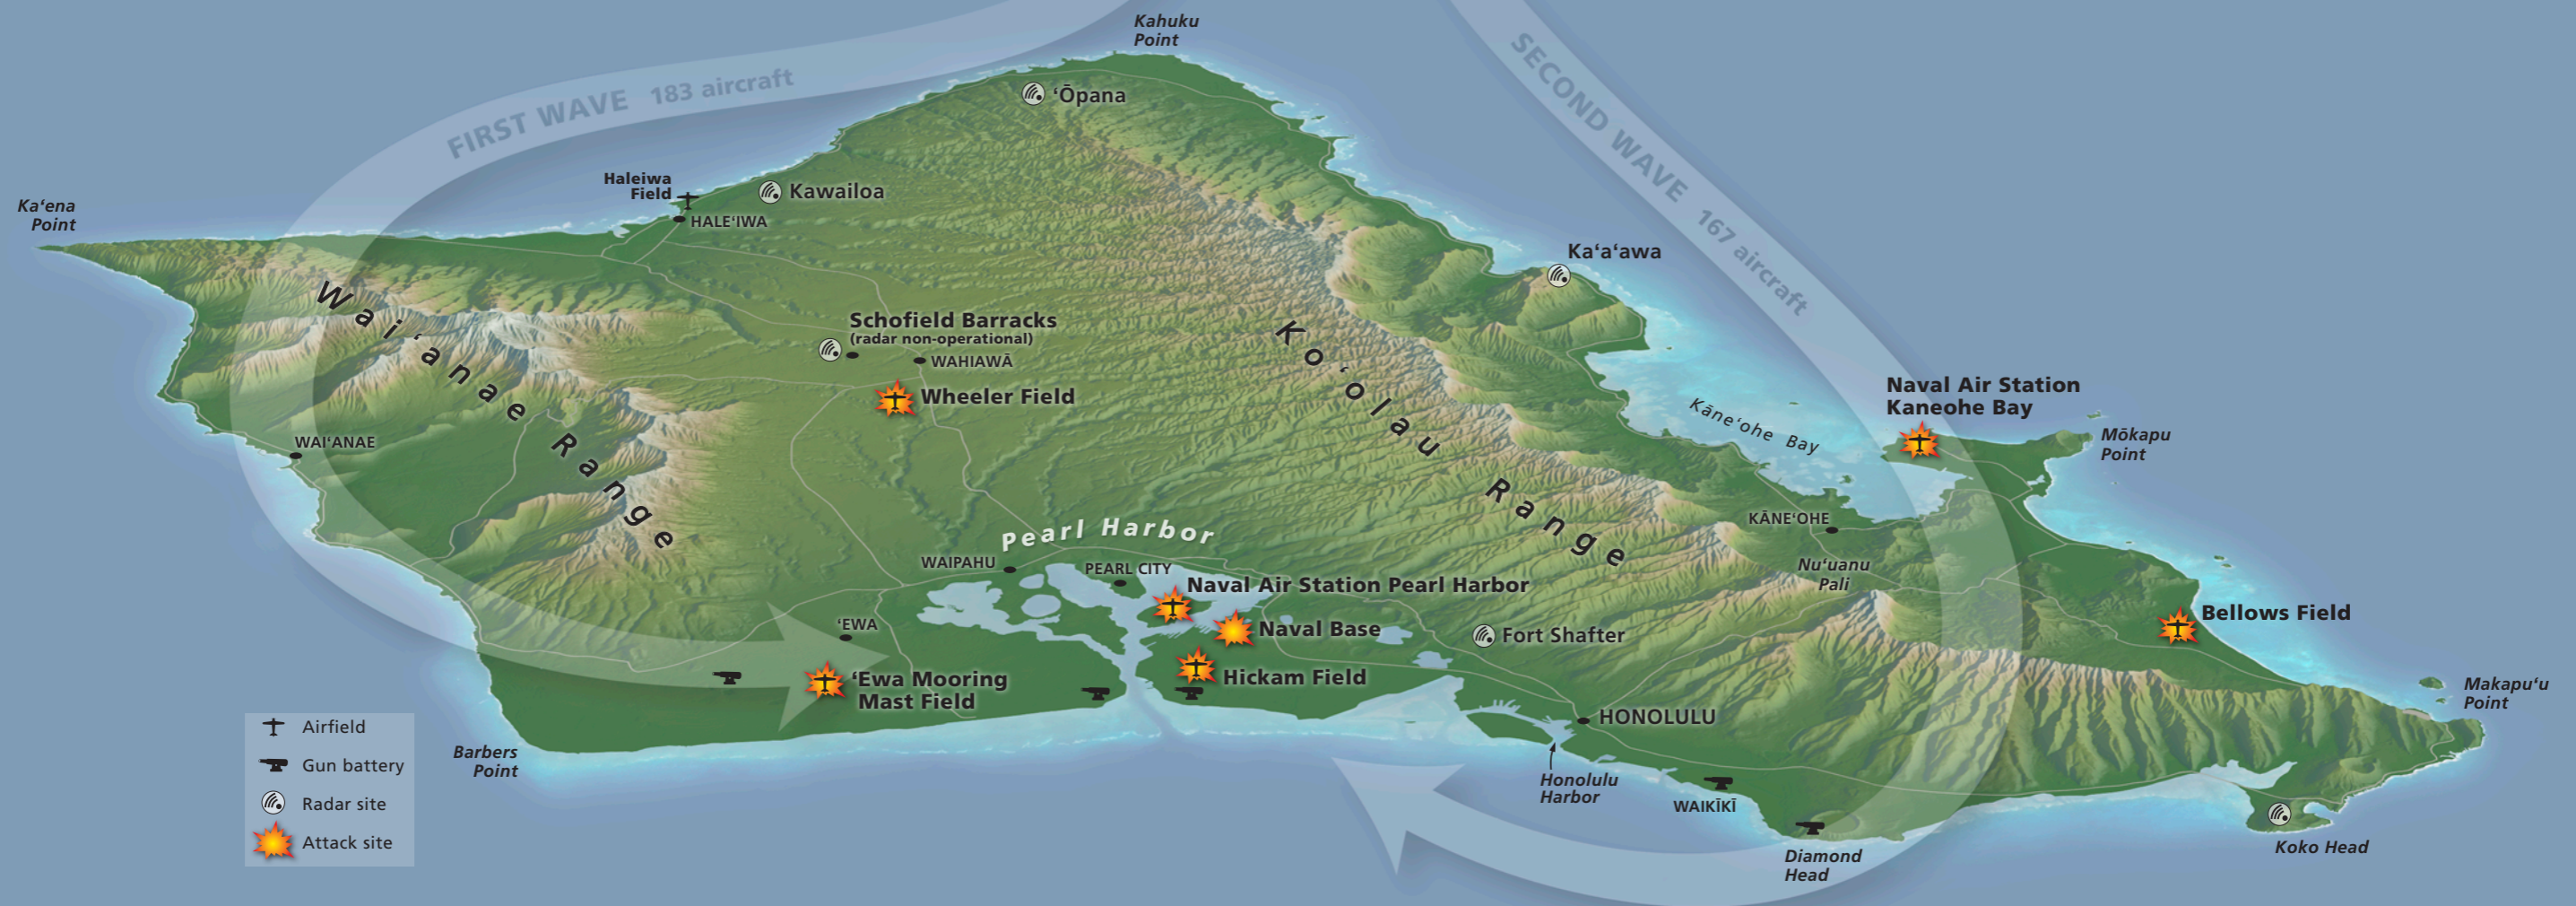 Kahuku
Point
FIRST WAVE 183 aircraft
SECOND WAVE 167 aircraft
ʻŌpana
Haleiwa
Field
Kawailoa
HALEʻIWA
Kaʻena
Point
Kaʻaʻawa
Waiʻanae Range
Schofield Barracks
(radar non-operational)
WAHIAWĀ
Wheeler Field
Koʻolau Range
Naval Air Station
Kaneohe Bay
Kāneʻohe Bay
Mōkapu
Point
WAIʻANAE
KĀNEʻOHE
Pearl Harbor
WAIPAHU
PEARL CITY
Nuʻuanu
Pali
Naval Air Station Pearl Harbor
Naval Base
Bellows Field
ʻEWA
Fort Shafter
ʻEwa Mooring
Mast Field
Hickam Field
Makapuʻu
Point
HONOLULU
Barbers
Point
Honolulu
Harbor
WAIKĪKĪ
Diamond
Head
Koko Head
Airfield
Gun battery
Radar site
Attack site